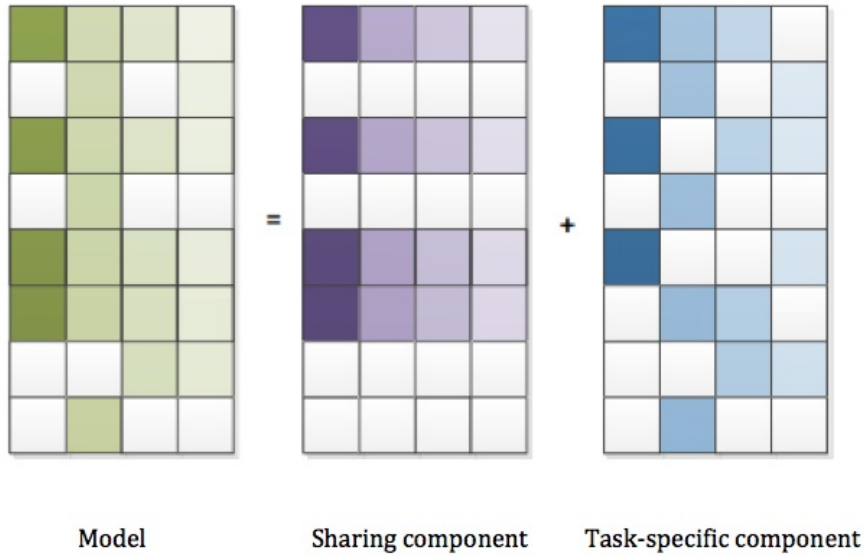 =
+
Model
Sharing component
Task-specific component